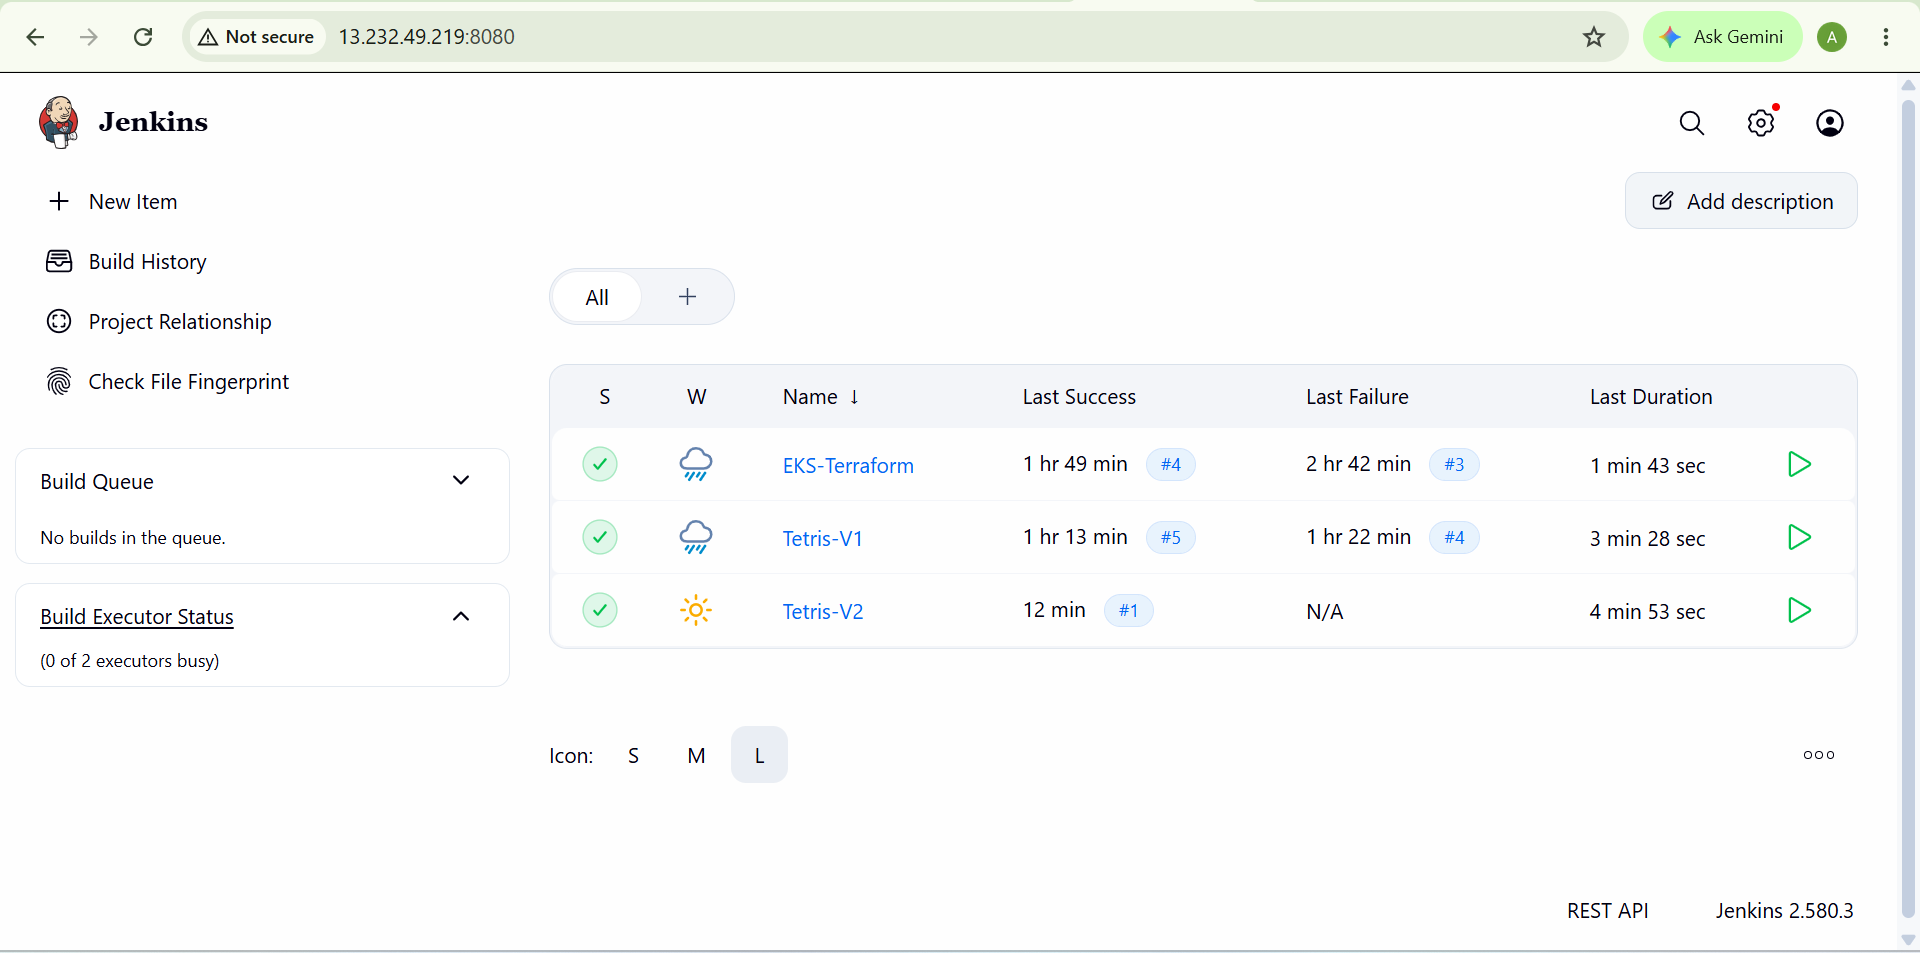 Not secure 13.232.49.219:8080 Ask Gemini A
Jenkins
New Item
Add description
Build History
All
Project Relationship
Check File Fingerprint
S W Name ↓ Last Success Last Failure Last Duration
EKS-Terraform 1 hr 49 min #4 2 hr 42 min #3 1 min 43 sec
Tetris-V1 1 hr 13 min #5 1 hr 22 min #4 3 min 28 sec
Tetris-V2 12 min #1 N/A 4 min 53 sec
Build Queue
No builds in the queue.
Build Executor Status
(0 of 2 executors busy)
Icon: S M L
REST API Jenkins 2.580.3